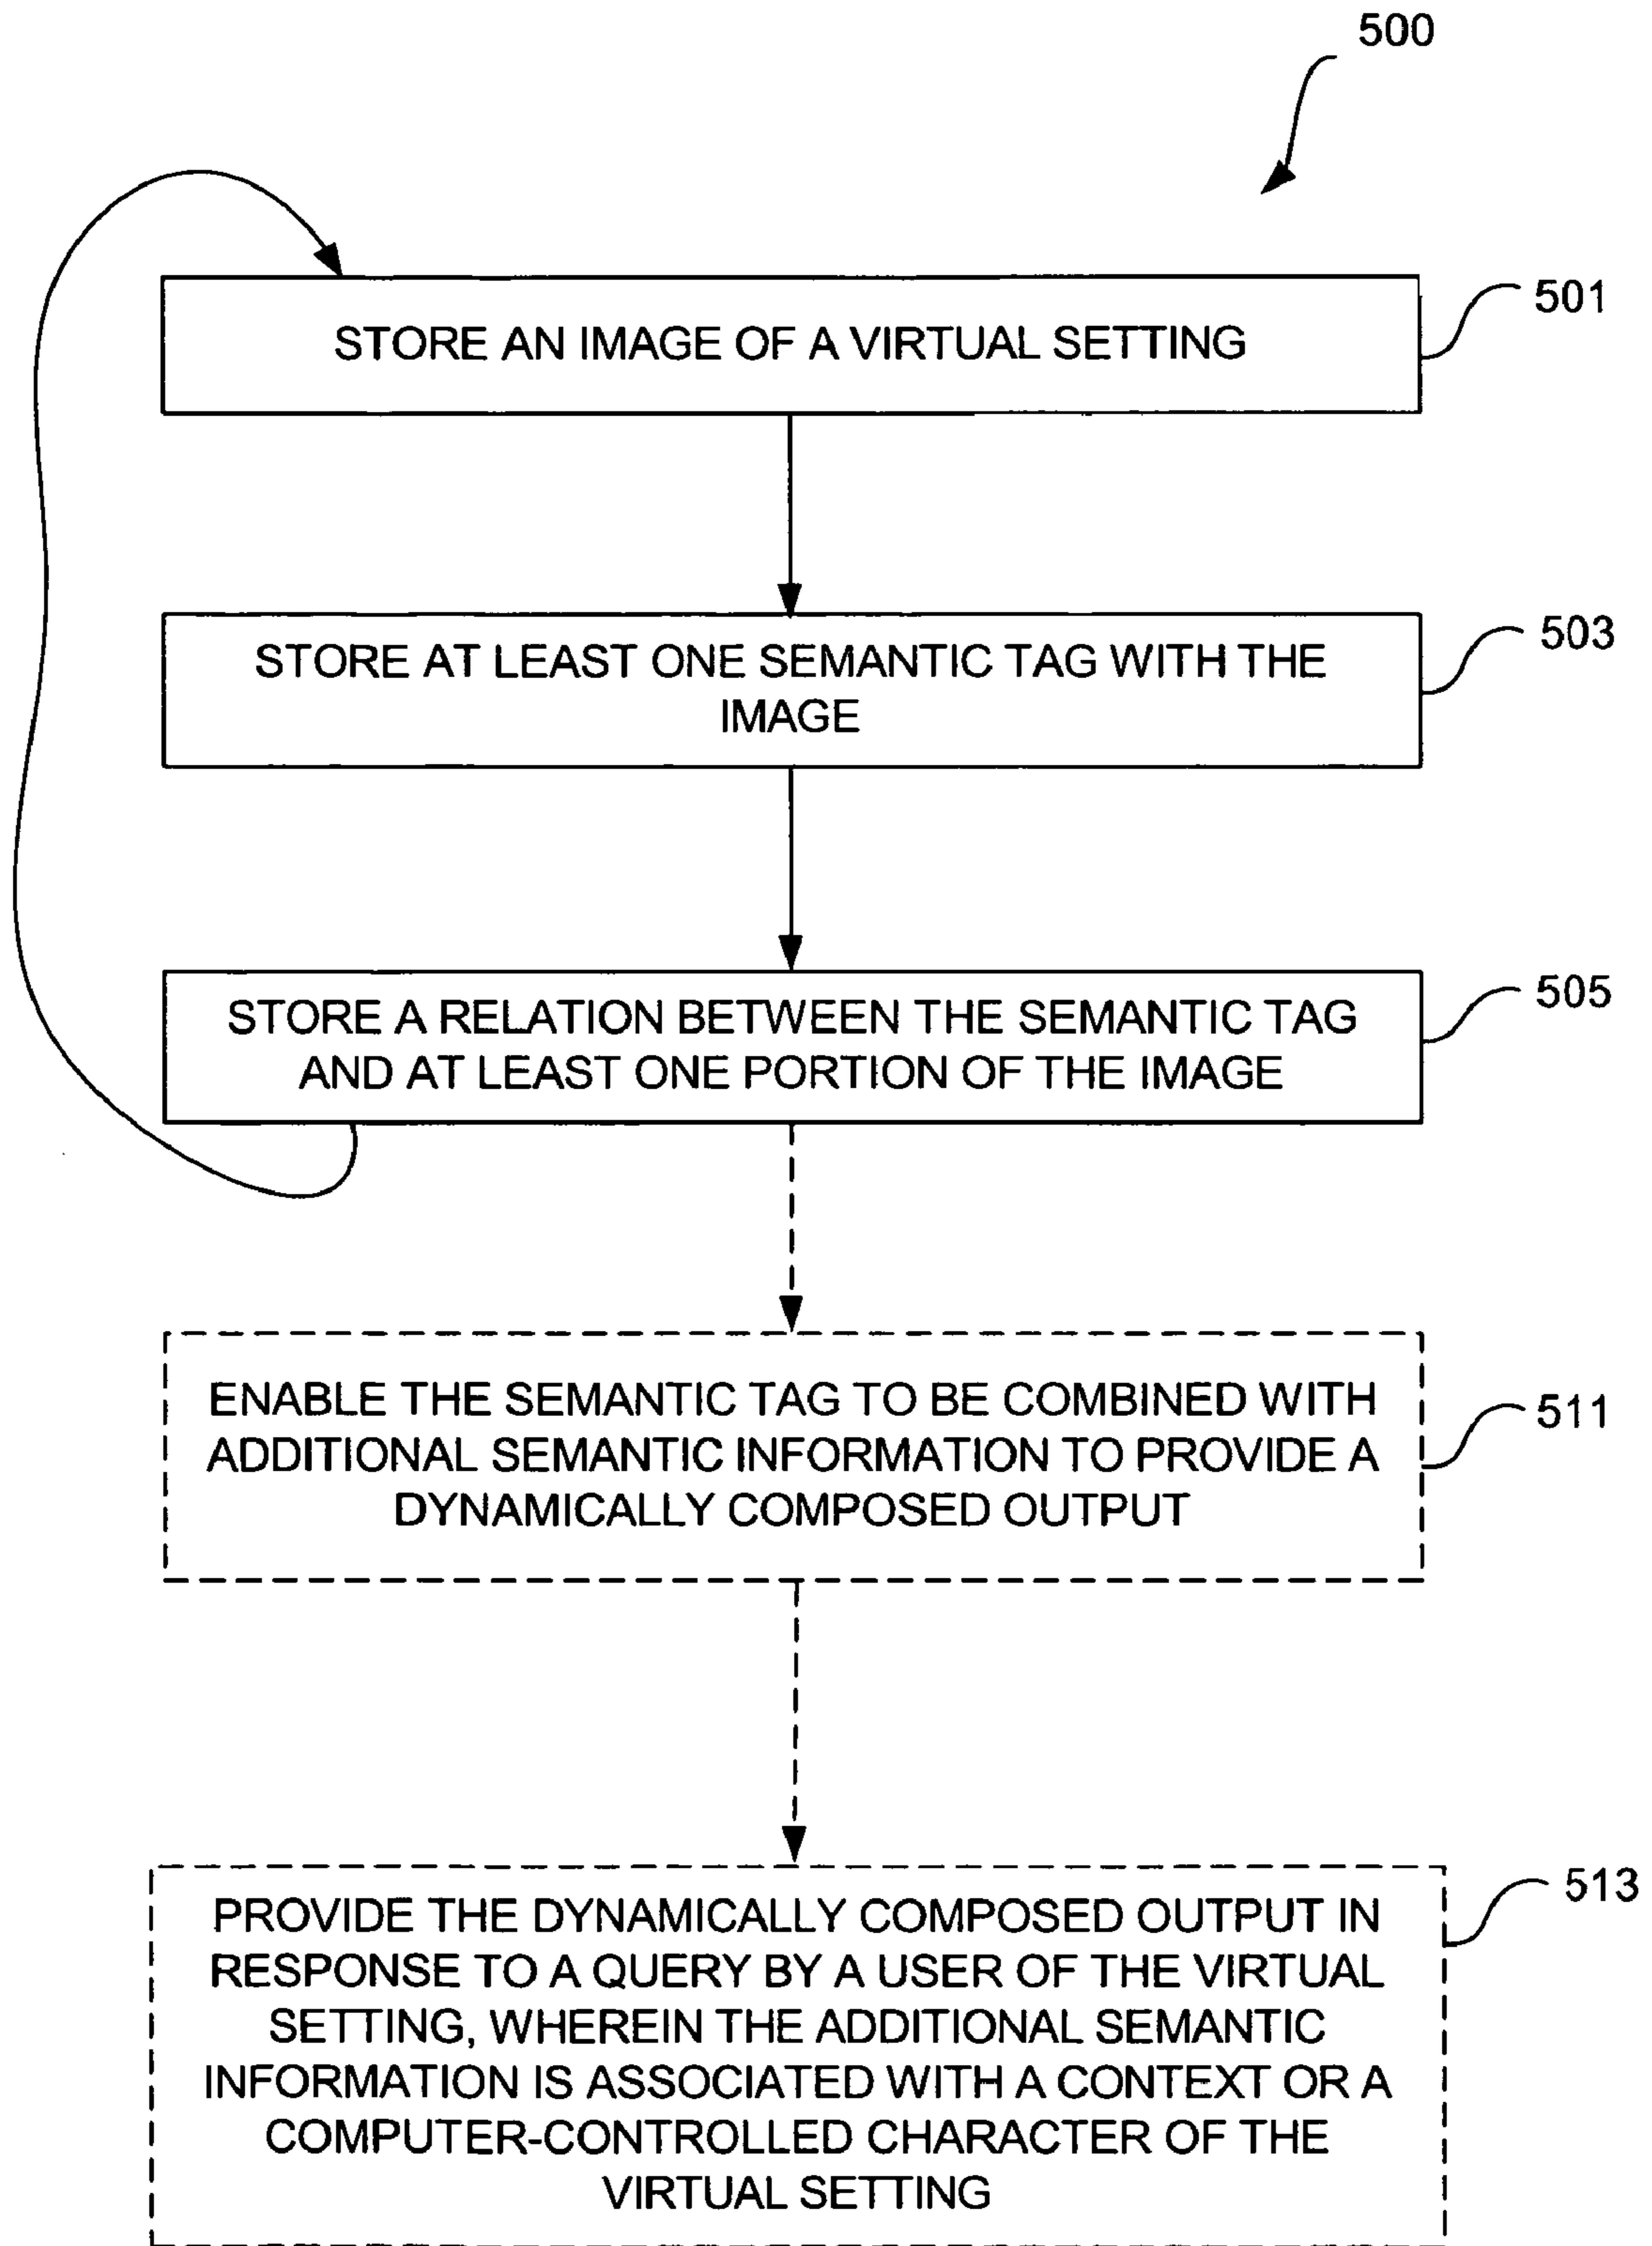 500
STORE AN IMAGE OF A VIRTUAL SETTING
501
STORE AT LEAST ONE SEMANTIC TAG WITH THE
IMAGE
503
STORE A RELATION BETWEEN THE SEMANTIC TAG
AND AT LEAST ONE PORTION OF THE IMAGE
505
ENABLE THE SEMANTIC TAG TO BE COMBINED WITH
ADDITIONAL SEMANTIC INFORMATION TO PROVIDE A
DYNAMICALLY COMPOSED OUTPUT
511
PROVIDE THE DYNAMICALLY COMPOSED OUTPUT IN
RESPONSE TO A QUERY BY A USER OF THE VIRTUAL
SETTING, WHEREIN THE ADDITIONAL SEMANTIC
INFORMATION IS ASSOCIATED WITH A CONTEXT OR A
COMPUTER-CONTROLLED CHARACTER OF THE
VIRTUAL SETTING
513